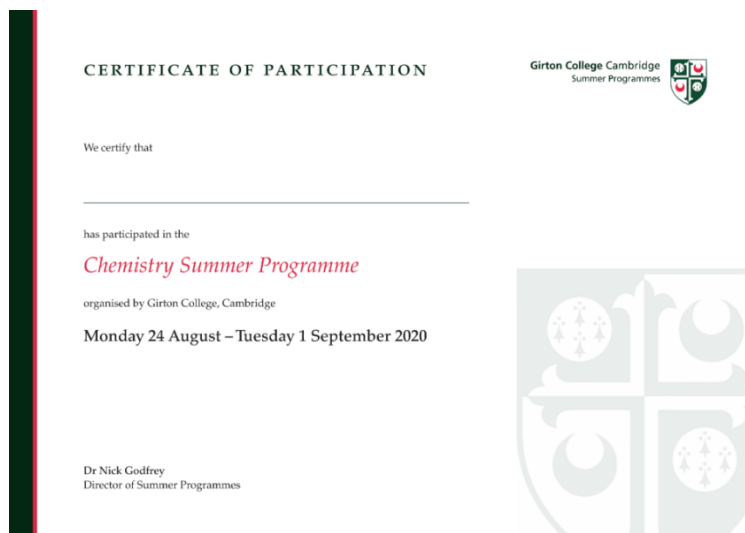 CERTIFICATE OF PARTICIPATION
Girton College Cambridge
Summer Programmes
We certify that
has participated in the
Chemistry Summer Programme
organised by Girton College, Cambridge
Monday 24 August – Tuesday 1 September 2020
Dr Nick Godfrey
Director of Summer Programmes